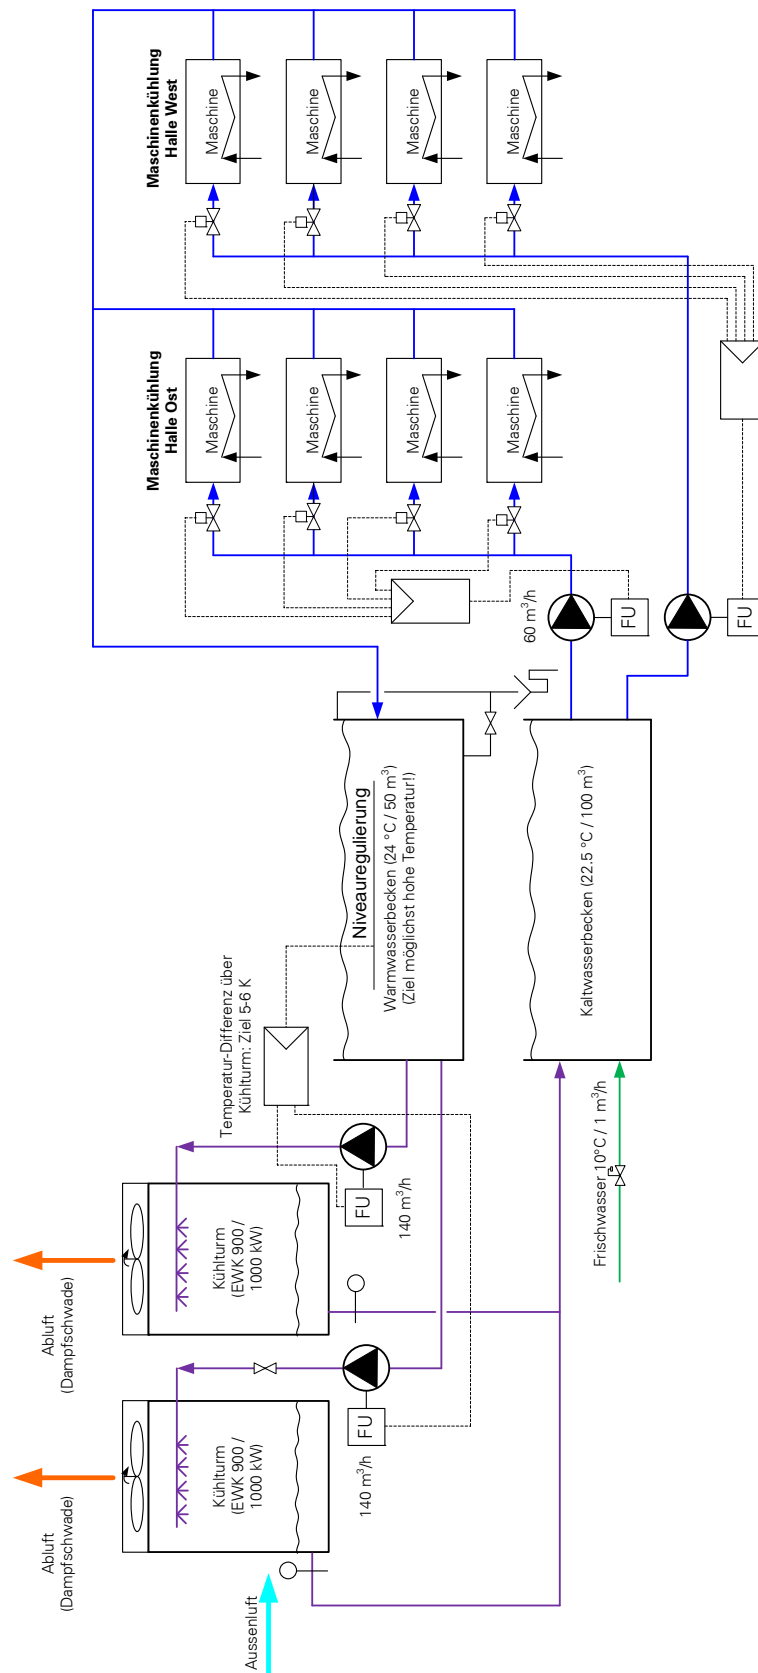 Maschinenkühlung
Halle West
Maschine
Maschine
Maschine
Maschine
Maschinenkühlung
Halle Ost
Maschine
Maschine
Maschine
Maschine
60 m³/h
FU
FU
Niveauregulierung
Warmwasserbecken (24 °C / 50 m³)
(Ziel möglichst hohe Temperatur!)
Kaltwasserbecken (22.5 °C / 100 m³)
Temperatur-Differenz über
Kühlturm: Ziel 5-6 K
FU
140 m³/h
Frischwasser 10°C / 1 m³/h
Kühlturm
(EWK 900 /
1000 kW)
Abluft
(Dampfschwade)
FU
140 m³/h
Kühlturm
(EWK 900 /
1000 kW)
Abluft
(Dampfschwade)
Aussenluft